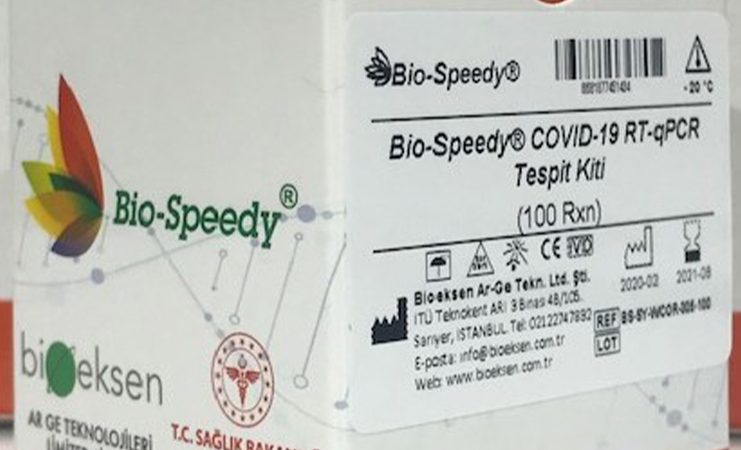 Bio-Speedy®
bioeksen
AR GE TEKNOLOJİLERİ
T.C. SAĞLIK
Bio-Speedy®
-20 °C
Bio-Speedy® COVID-19 RT-qPCR
Tespit Kiti
(100 Rxn)
CE IVD
2020-02
2021-08
Bioeksen Ar-Ge Tekn. Ltd. Şti.
İTÜ Teknokent ARI 3 Binası 4B/105.
Sarıyer, İSTANBUL Tel: 02122747892
E-posta: info@bioeksen.com.tr
Web: www.bioeksen.com.tr
REF
LOT